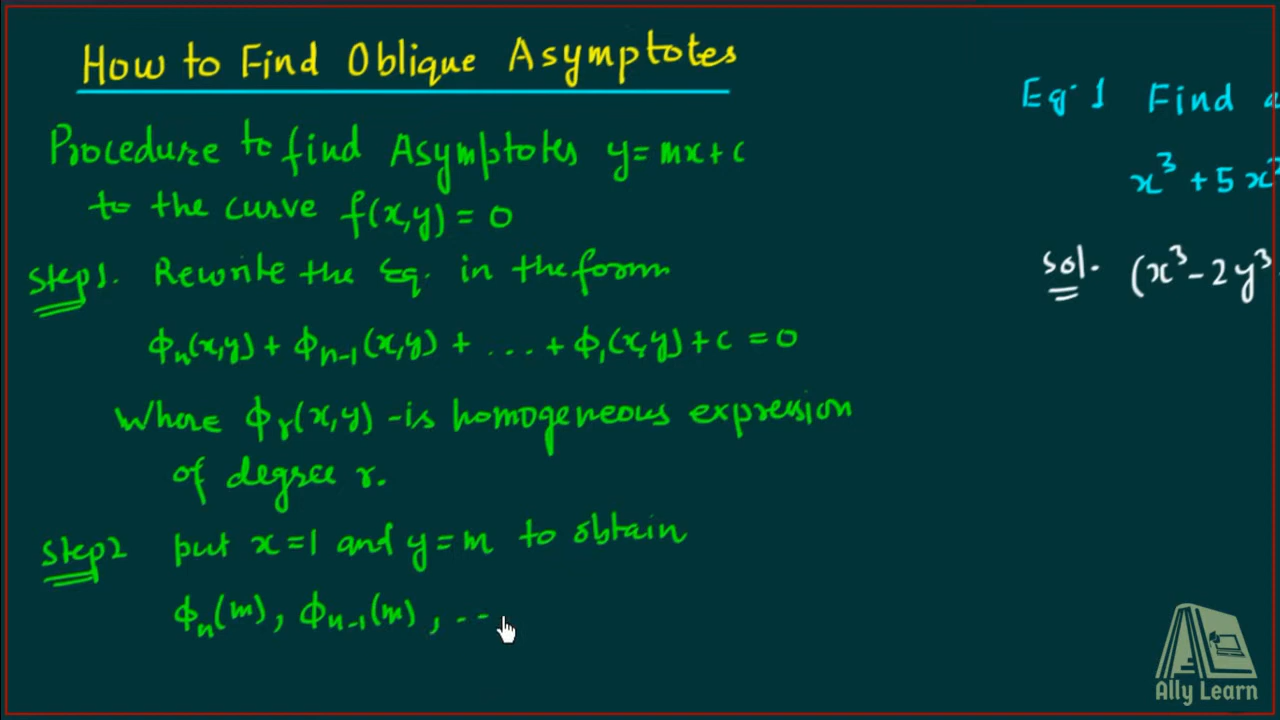 How to Find Oblique Asymptotes
Procedure to find Asymptotes y=mx+c
to the curve f(x,y) = 0
Step1. Rewrite the Eq. in the form
ϕₙ(x,y) + ϕₙ₋₁(x,y) + ... + ϕ₁(x,y) + c = 0
Where ϕᵣ(x,y) -is homogeneous expression
of degree r.
Step2 put x=1 and y=m to obtain
ϕₙ(m), ϕₙ₋₁(m), --
Eg·1 Find
x³ + 5x²
Sol. (x³ - 2y³
Ally Learn